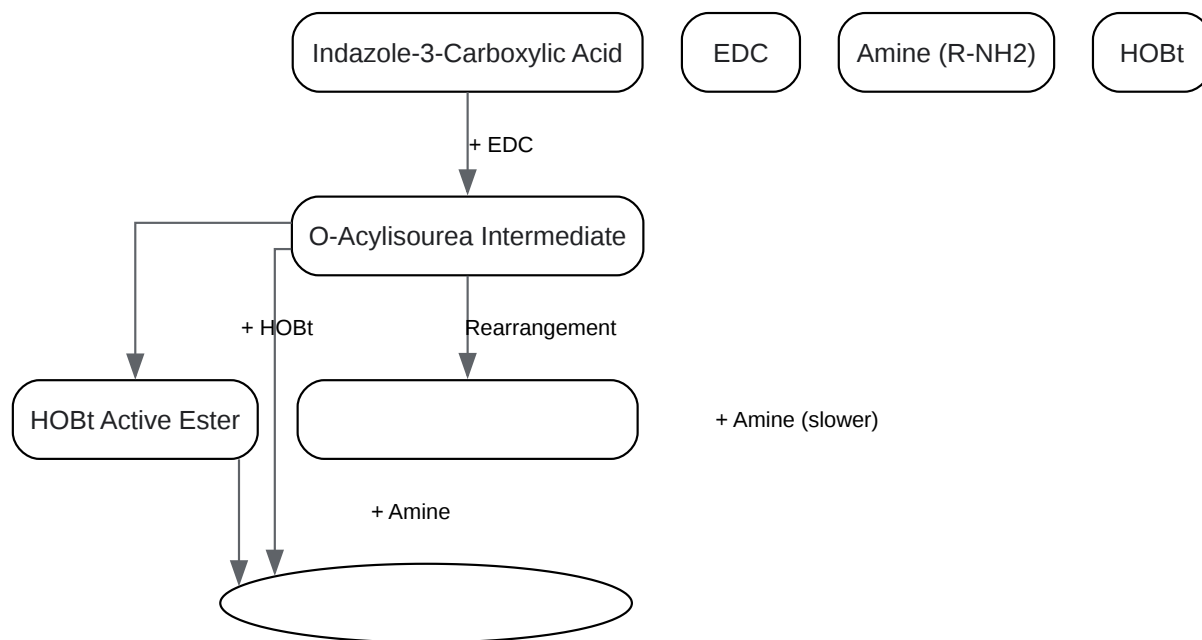 Indazole-3-Carboxylic Acid
EDC
Amine (R-NH2)
HOBt
+ EDC
O-Acylisourea Intermediate
+ HOBt
Rearrangement
HOBt Active Ester
+ Amine (slower)
+ Amine